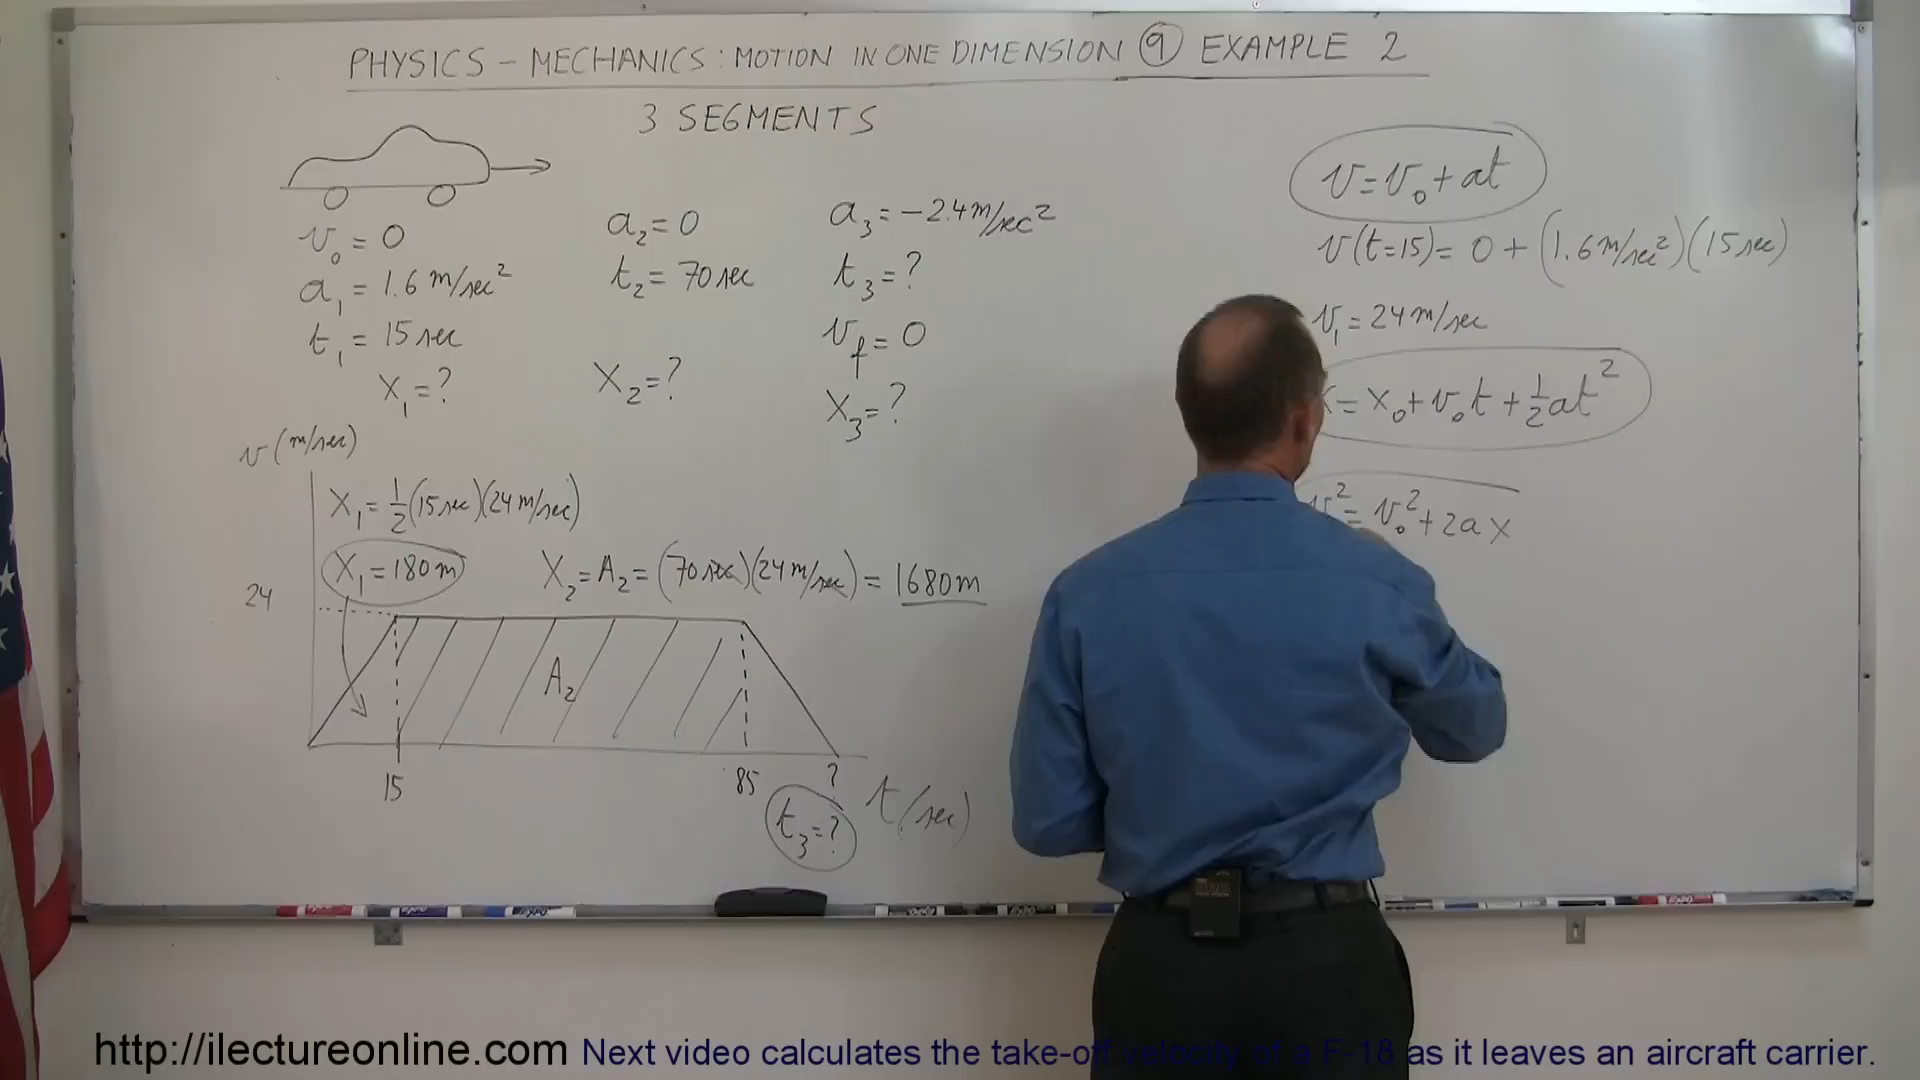 PHYSICS – MECHANICS: MOTION IN ONE DIMENSION ⑨ EXAMPLE 2
3 SEGMENTS
v₀ = 0
a₁ = 1.6 m/sec²
t₁ = 15 sec
x₁ = ?
a₂ = 0
t₂ = 70 sec
x₂ = ?
a₃ = −2.4 m/sec²
t₃ = ?
v_f = 0
x₃ = ?
v = v₀ + at
v(t=15) = 0 + (1.6 m/sec²)(15 sec)
v₁ = 24 m/sec
x = x₀ + v₀t + ½at²
v² = v₀² + 2ax
v (m/sec)
x₁ = ½(15 sec)(24 m/sec)
x₁ = 180 m
x₂ = A₂ = (70 sec)(24 m/sec) = 1680 m
24
A₂
15
85
?
t (sec)
t₃ = ?
http://ilectureonline.com Next video calculates the take-off velocity of a F-18 as it leaves an aircraft carrier.